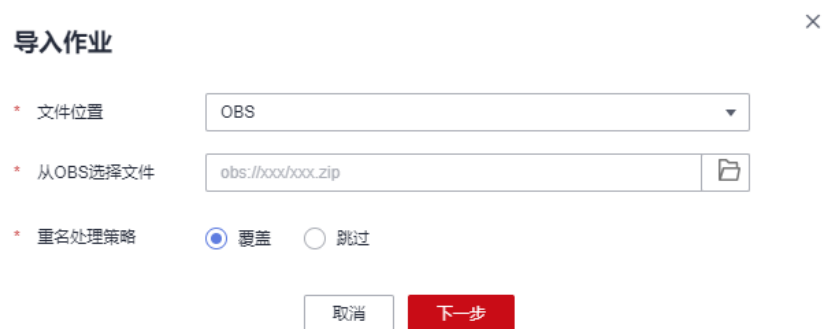 导入作业
* 文件位置 OBS
* 从OBS选择文件 obs://xxx/xxx.zip
* 重名处理策略 覆盖 跳过
取消 下一步